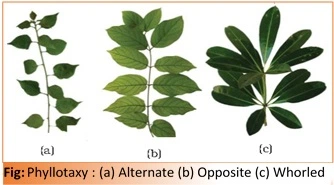 (a)
(b)
(c)
Fig: Phyllotaxy : (a) Alternate (b) Opposite (c) Whorled